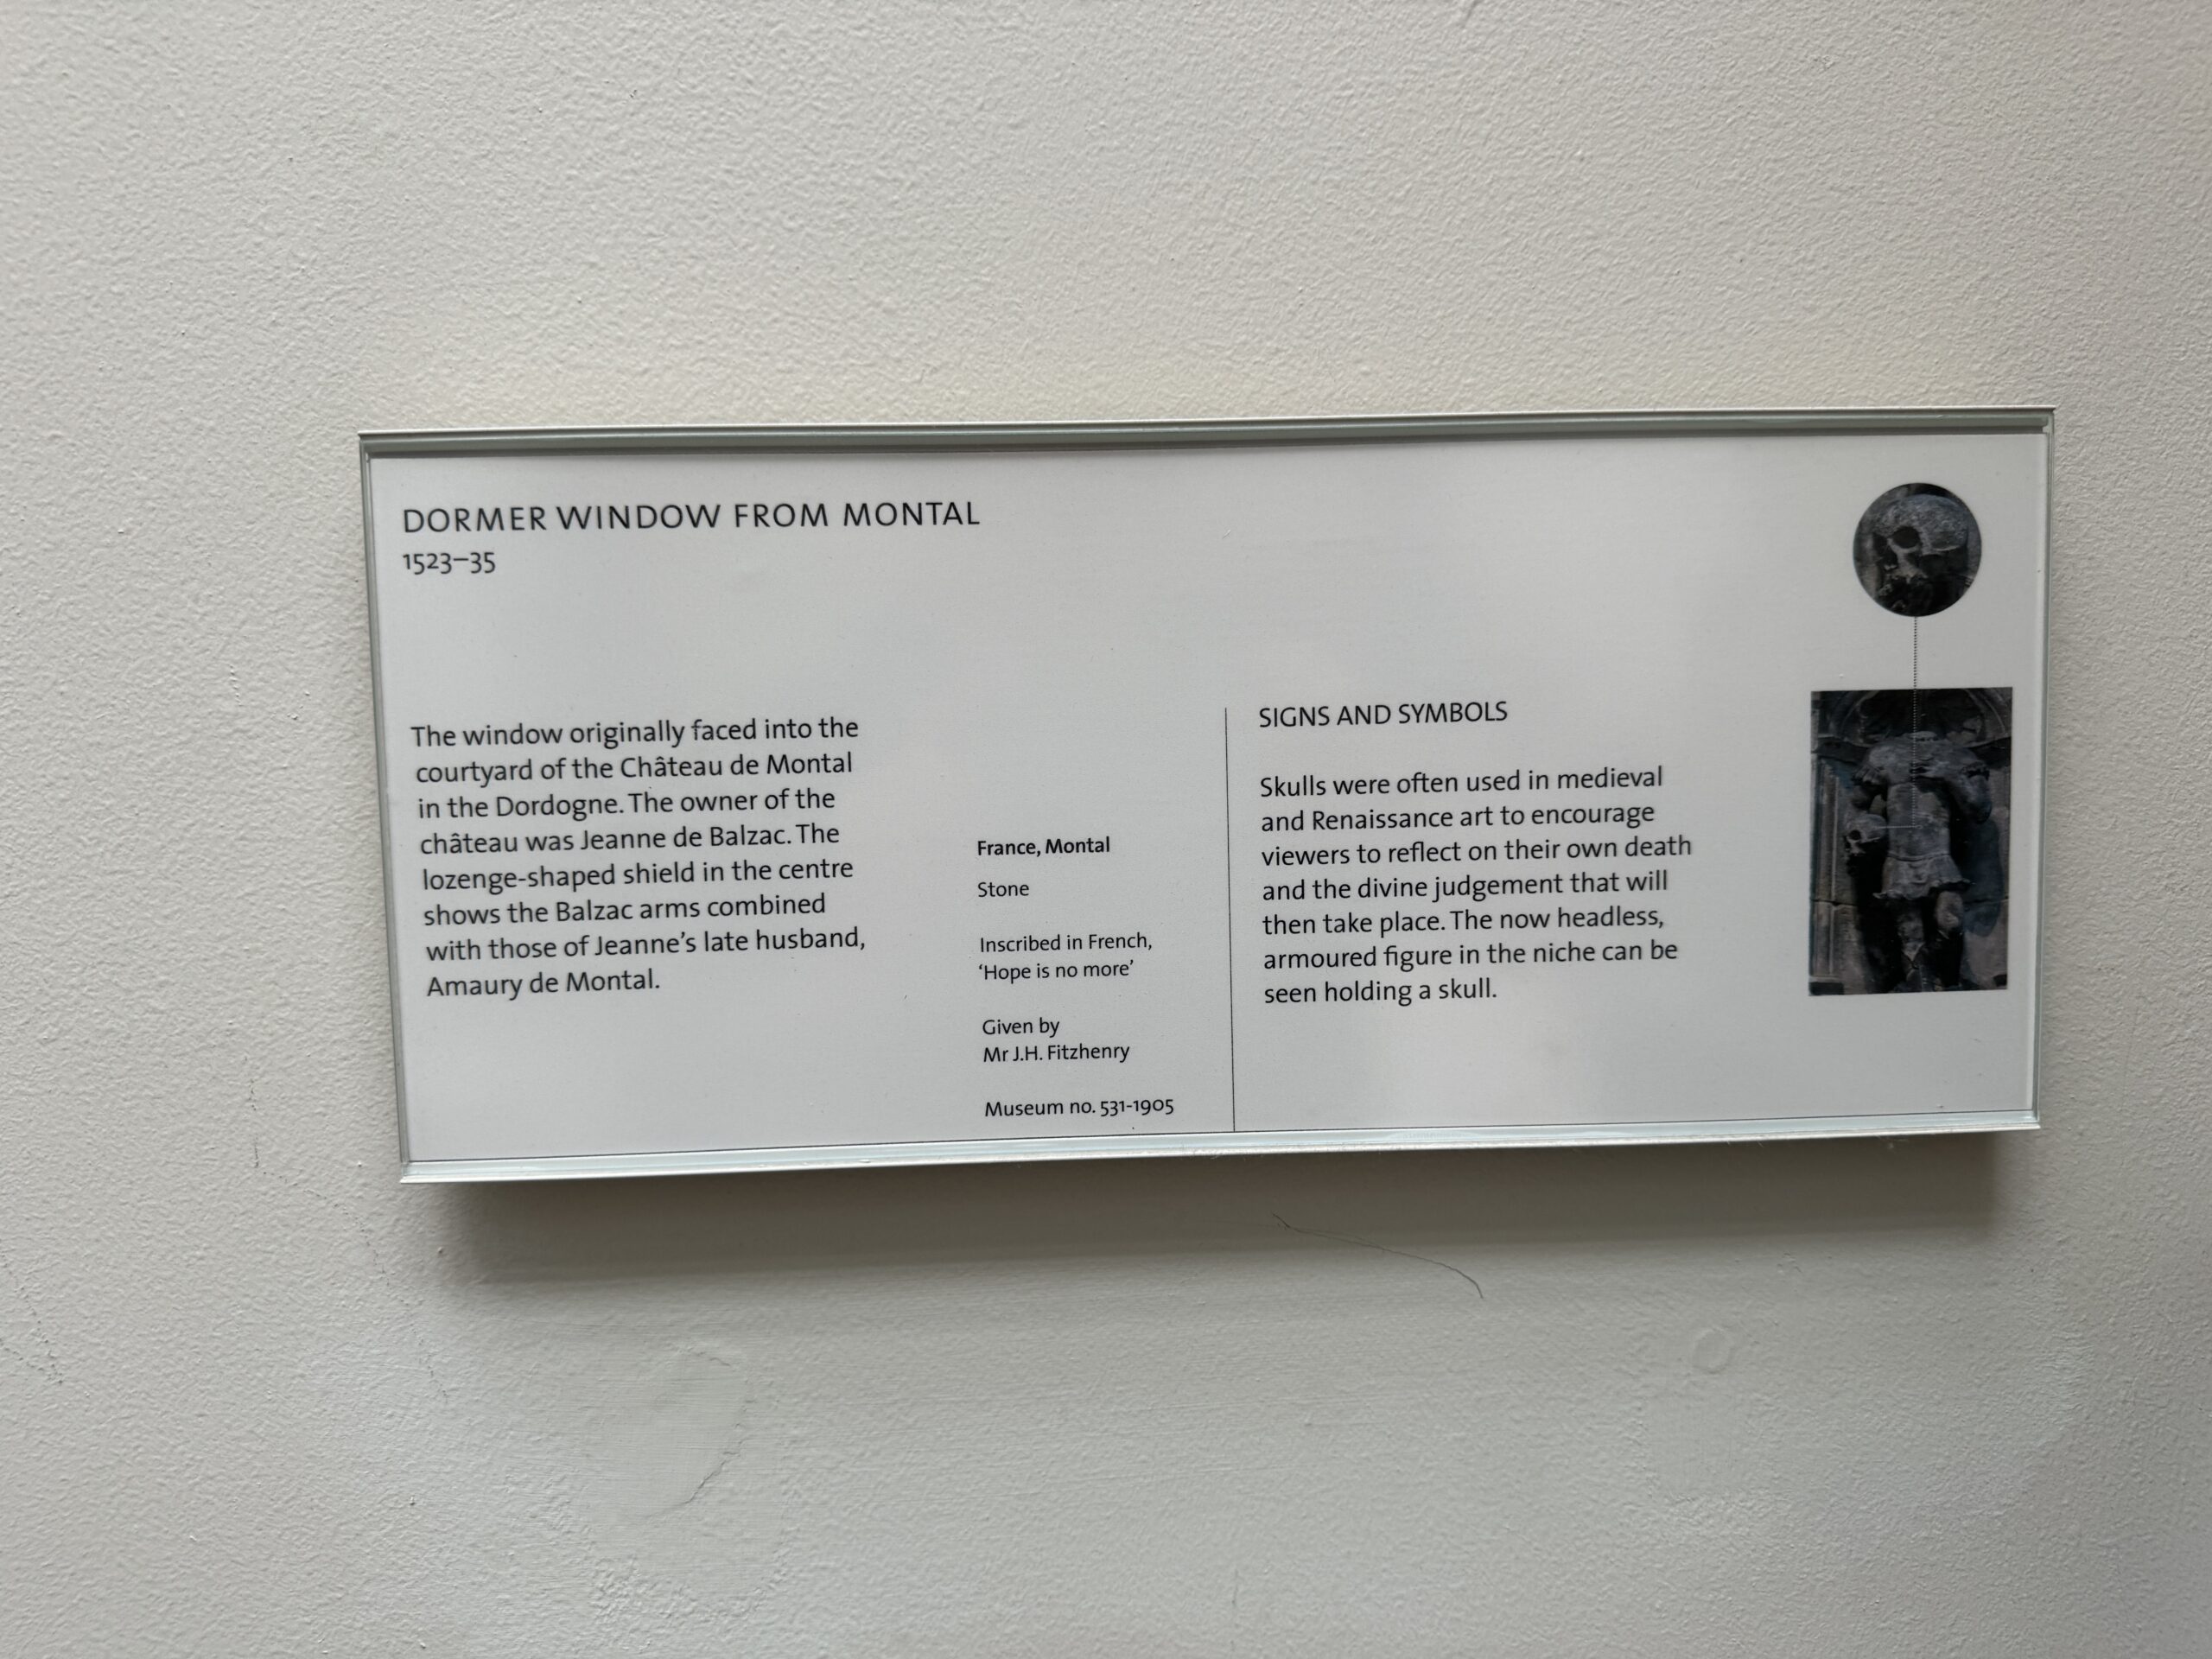 DORMER WINDOW FROM MONTAL
1523–35
The window originally faced into the
courtyard of the Château de Montal
in the Dordogne. The owner of the
château was Jeanne de Balzac. The
lozenge-shaped shield in the centre
shows the Balzac arms combined
with those of Jeanne’s late husband,
Amaury de Montal.
France, Montal
Stone
Inscribed in French,
‘Hope is no more’
Given by
Mr J.H. Fitzhenry
Museum no. 531-1905
SIGNS AND SYMBOLS
Skulls were often used in medieval
and Renaissance art to encourage
viewers to reflect on their own death
and the divine judgement that will
then take place. The now headless,
armoured figure in the niche can be
seen holding a skull.